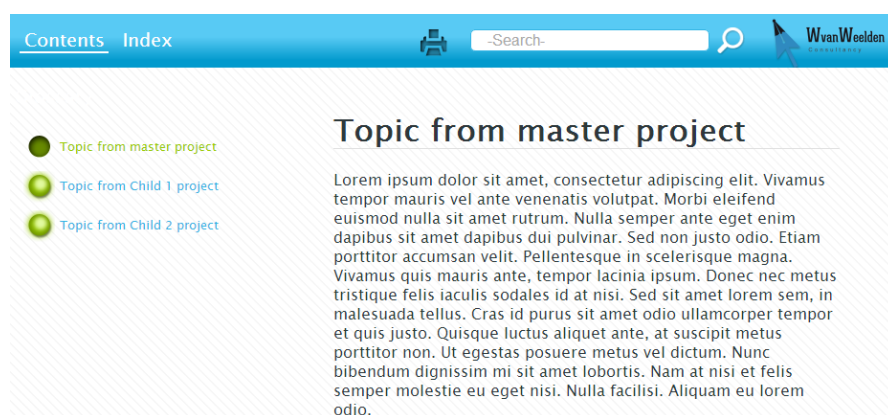 Contents Index
-Search-
WvanWeelden
Consultancy
Topic from master project
Topic from Child 1 project
Topic from Child 2 project
Topic from master project
Lorem ipsum dolor sit amet, consectetur adipiscing elit. Vivamus
tempor mauris vel ante venenatis volutpat. Morbi eleifend
euismod nulla sit amet rutrum. Nulla semper ante eget enim
dapibus sit amet dapibus dui pulvinar. Sed non justo odio. Etiam
porttitor accumsan velit. Pellentesque in scelerisque magna.
Vivamus quis mauris ante, tempor lacinia ipsum. Donec nec metus
tristique felis iaculis sodales id at nisi. Sed sit amet lorem sem, in
malesuada tellus. Cras id purus sit amet odio ullamcorper tempor
et quis justo. Quisque luctus aliquet ante, at suscipit metus
porttitor non. Ut egestas posuere metus vel dictum. Nunc
bibendum dignissim mi sit amet lobortis. Nam at nisi et felis
semper molestie eu eget nisi. Nulla facilisi. Aliquam eu lorem
odio.